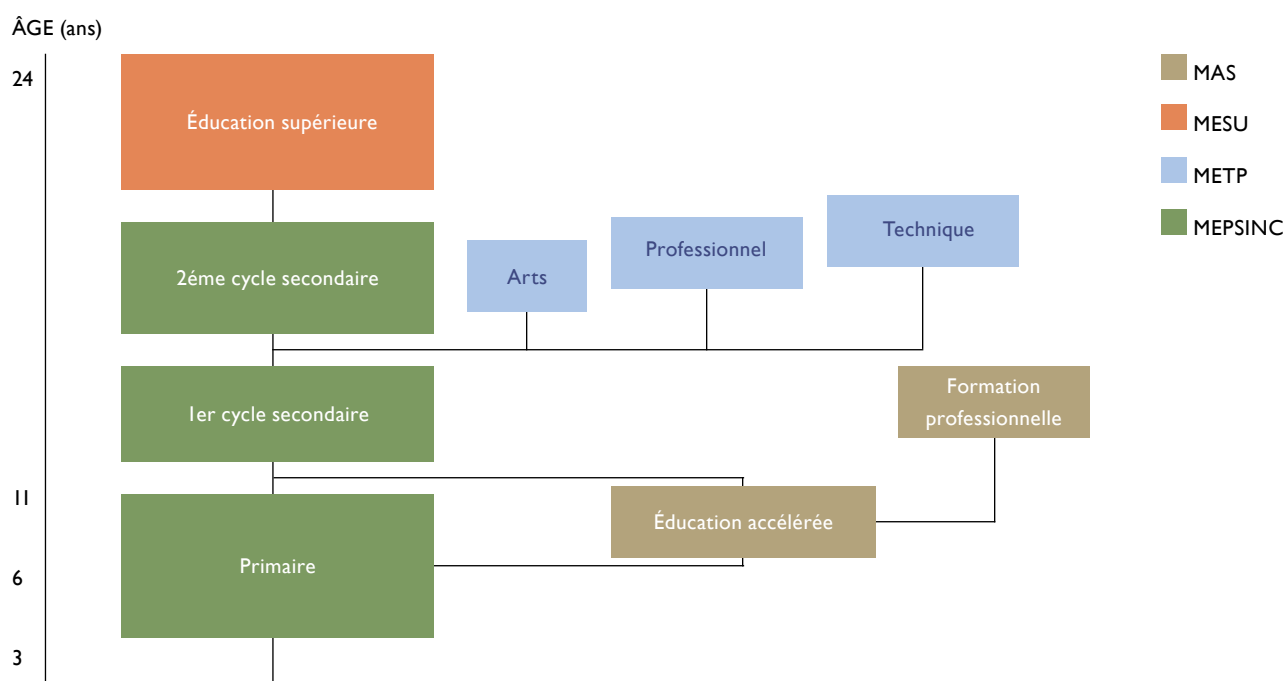 ÂGE (ans)
24
11
6
3
Éducation supérieure
2éme cycle secondaire
Arts
Professionnel
Technique
1er cycle secondaire
Formation
professionnelle
Éducation accélérée
Primaire
MAS
MESU
METP
MEPSINC